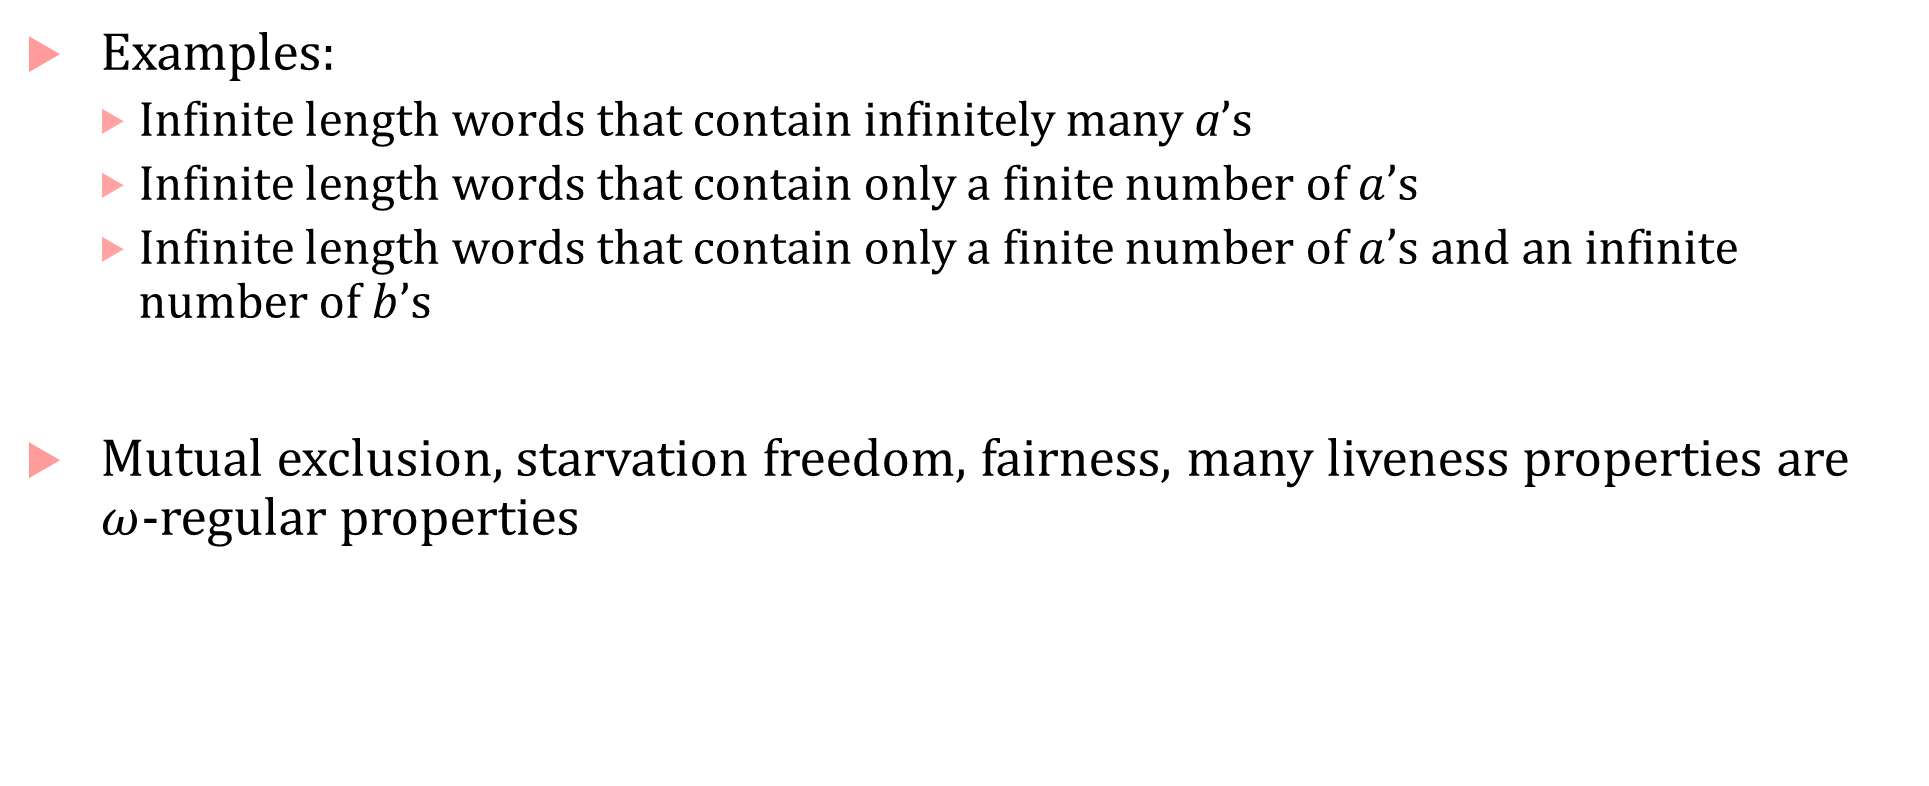 Examples:
Infinite length words that contain infinitely many a’s
Infinite length words that contain only a finite number of a’s
Infinite length words that contain only a finite number of a’s and an infinite
number of b’s
Mutual exclusion, starvation freedom, fairness, many liveness properties are
ω-regular properties